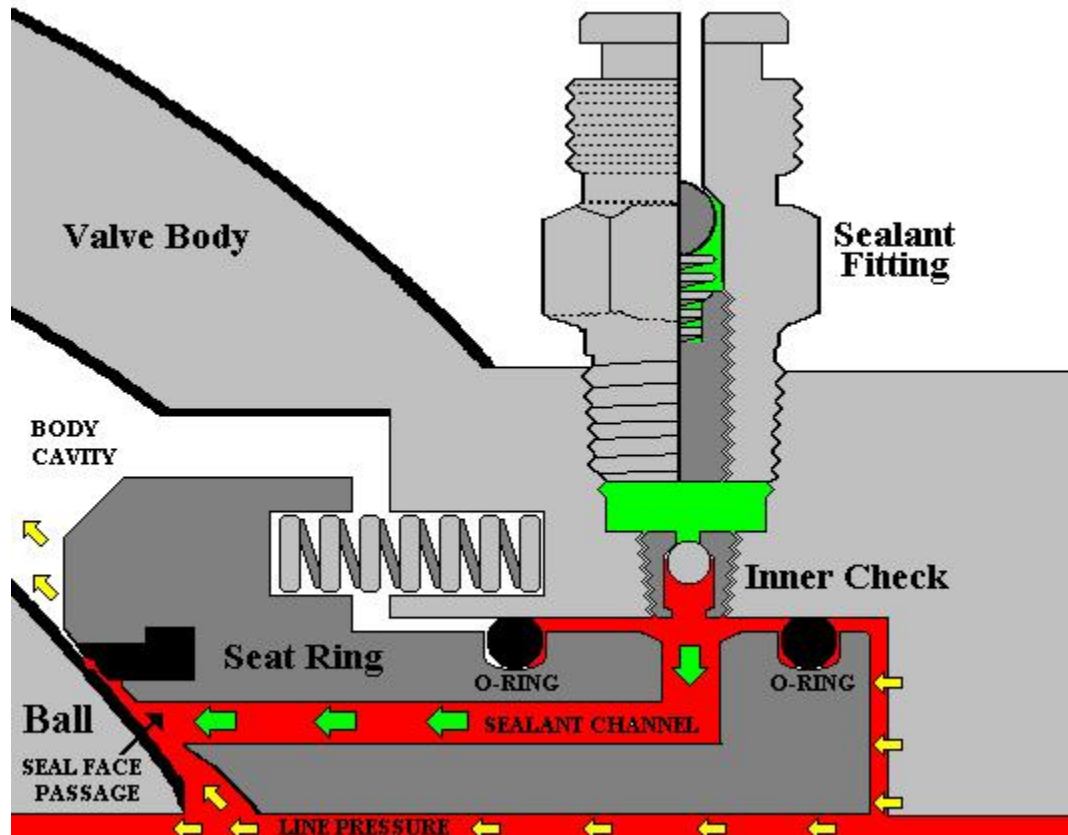 Valve Body
Sealant
Fitting
BODY
CAVITY
Inner Check
Seat Ring
O-RING
O-RING
Ball
SEALANT CHANNEL
SEAL FACE
PASSAGE
LINE PRESSURE